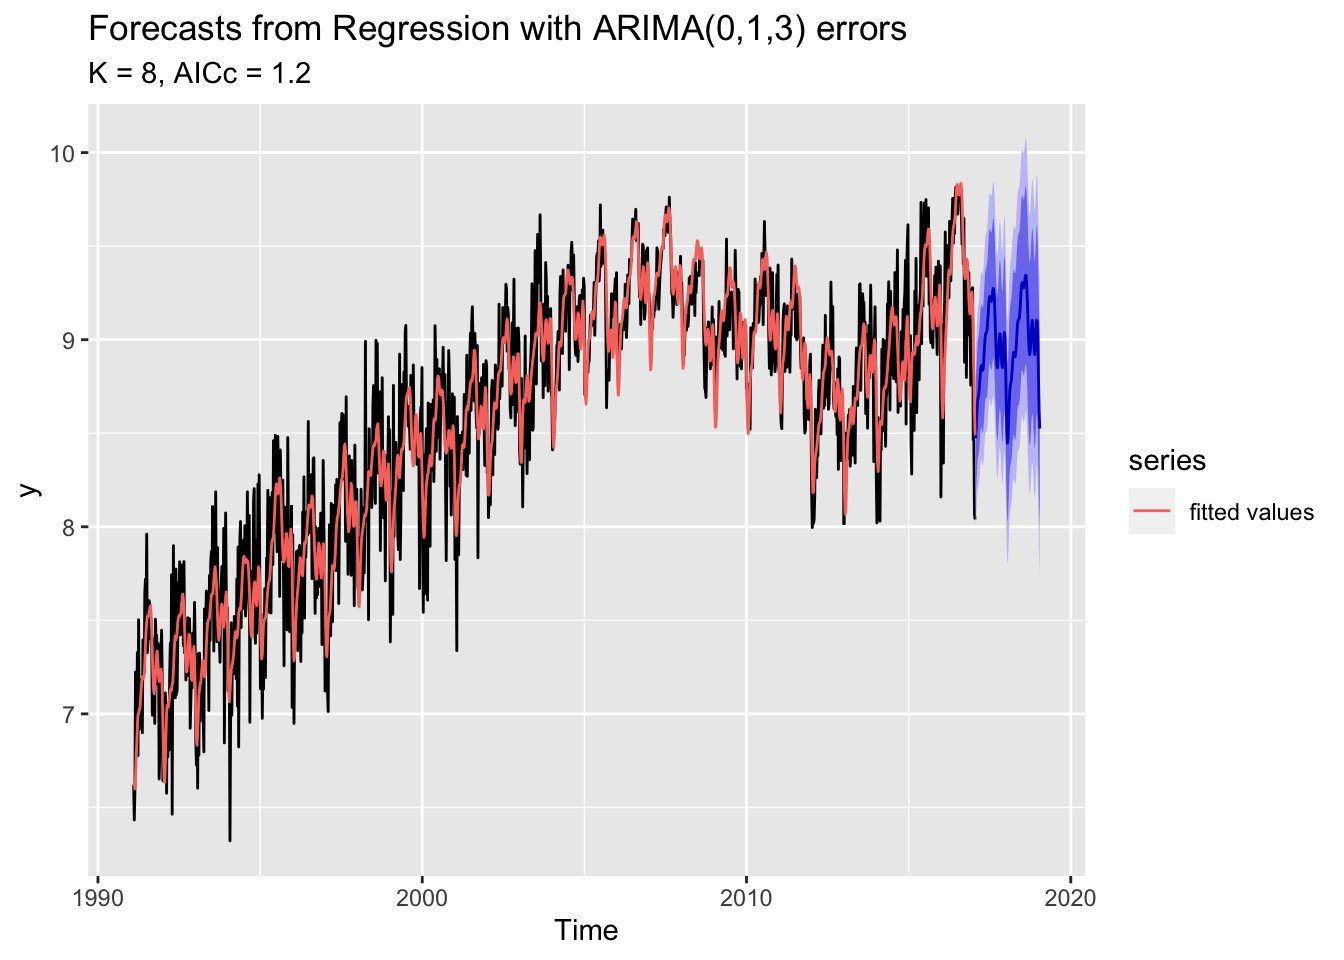 Forecasts from Regression with ARIMA(0,1,3) errors
K = 8, AICc = 1.2
10
9
8
7
y
1990
2000
2010
2020
Time
series
fitted values